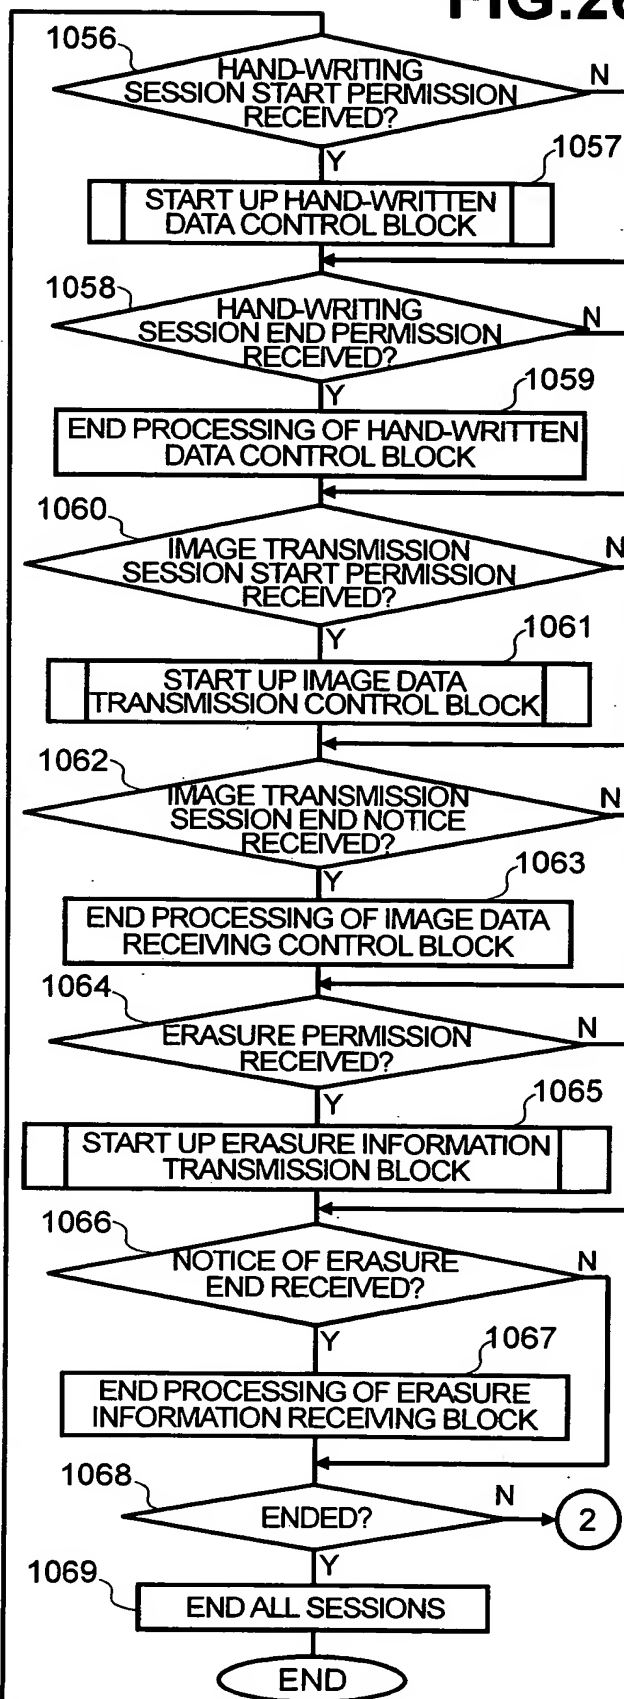 FIG.26
1056
HAND-WRITING
SESSION START PERMISSION
RECEIVED?
N
Y
1057
START UP HAND-WRITTEN
DATA CONTROL BLOCK
1058
HAND-WRITING
SESSION END PERMISSION
RECEIVED?
N
Y
1059
END PROCESSING OF HAND-WRITTEN
DATA CONTROL BLOCK
1060
IMAGE TRANSMISSION
SESSION START PERMISSION
RECEIVED?
N
Y
1061
START UP IMAGE DATA
TRANSMISSION CONTROL BLOCK
1062
IMAGE TRANSMISSION
SESSION END NOTICE
RECEIVED?
N
Y
1063
END PROCESSING OF IMAGE DATA
RECEIVING CONTROL BLOCK
1064
ERASURE PERMISSION
RECEIVED?
N
Y
1065
START UP ERASURE INFORMATION
TRANSMISSION BLOCK
1066
NOTICE OF ERASURE
END RECEIVED?
N
Y
1067
END PROCESSING OF ERASURE
INFORMATION RECEIVING BLOCK
1068
ENDED?
N
2
Y
1069
END ALL SESSIONS
END